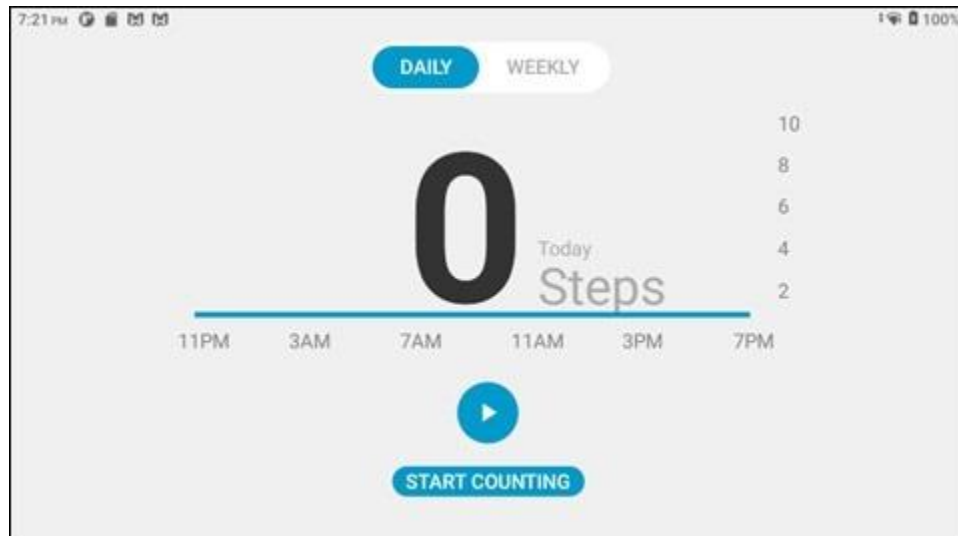 7:21 PM 100%
DAILY WEEKLY
10
8
0
6
Today
4
Steps
2
11PM 3AM 7AM 11AM 3PM 7PM
START COUNTING